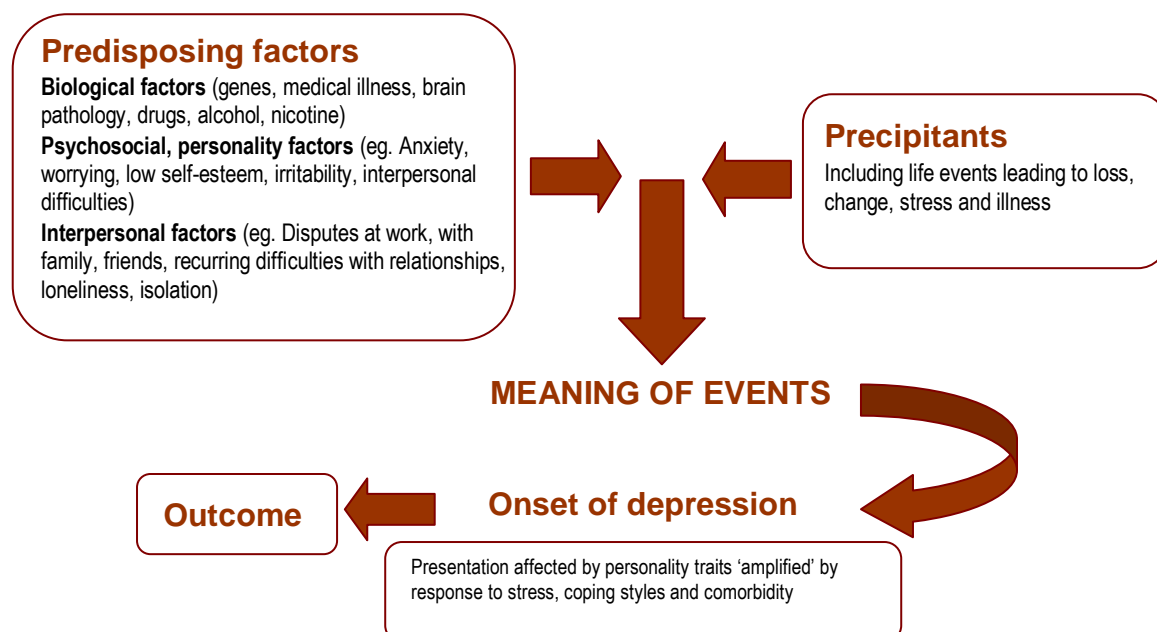 Predisposing factors
Biological factors (genes, medical illness, brain
pathology, drugs, alcohol, nicotine)
Psychosocial, personality factors (eg. Anxiety,
worrying, low self-esteem, irritability, interpersonal
difficulties)
Interpersonal factors (eg. Disputes at work, with
family, friends, recurring difficulties with relationships,
loneliness, isolation)
Precipitants
Including life events leading to loss,
change, stress and illness
MEANING OF EVENTS
Onset of depression
Presentation affected by personality traits ‘amplified’ by
response to stress, coping styles and comorbidity
Outcome